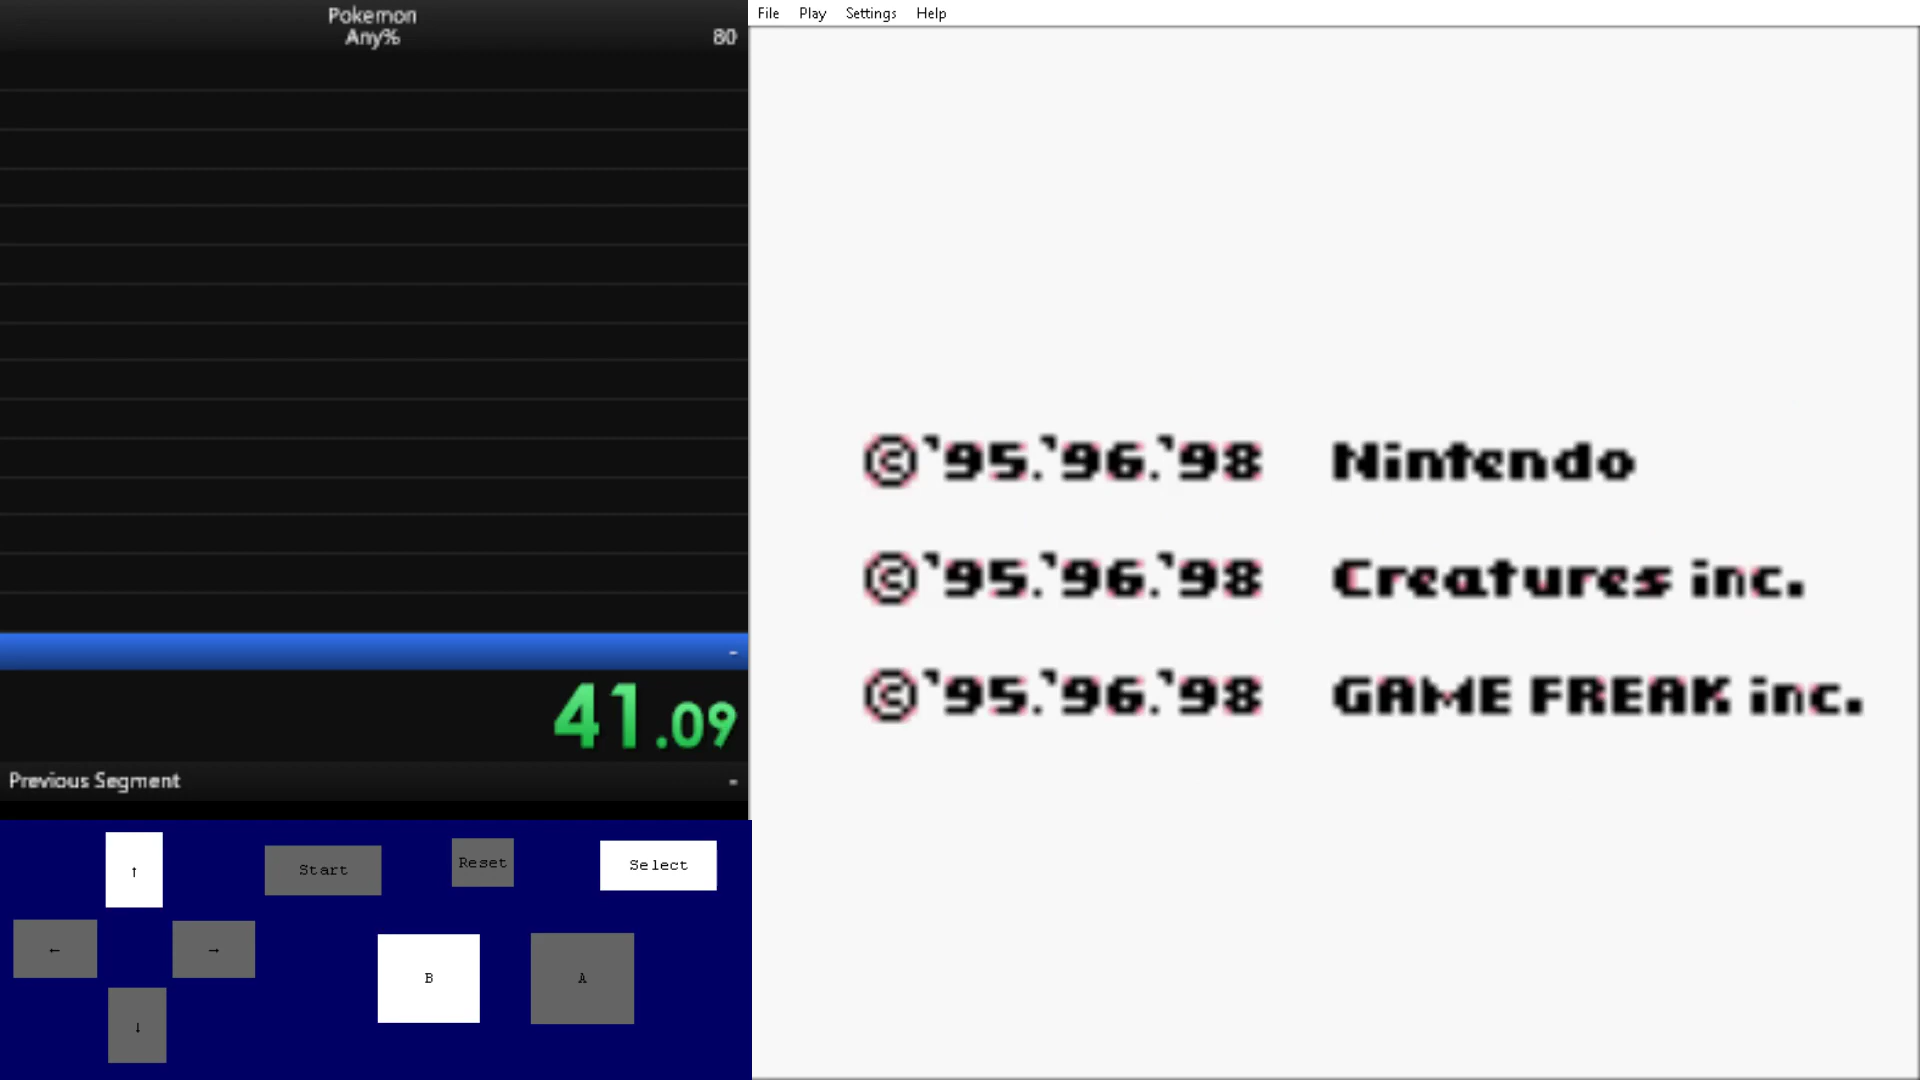 Pokemon
Any%
80
-
41.09
Previous Segment
-
↑
Start
Reset
Select
←
→
B
A
↓
File Play Settings Help
©'95.'96.'98 Nintendo
©'95.'96.'98 Creatures inc.
©'95.'96.'98 GAME FREAK inc.